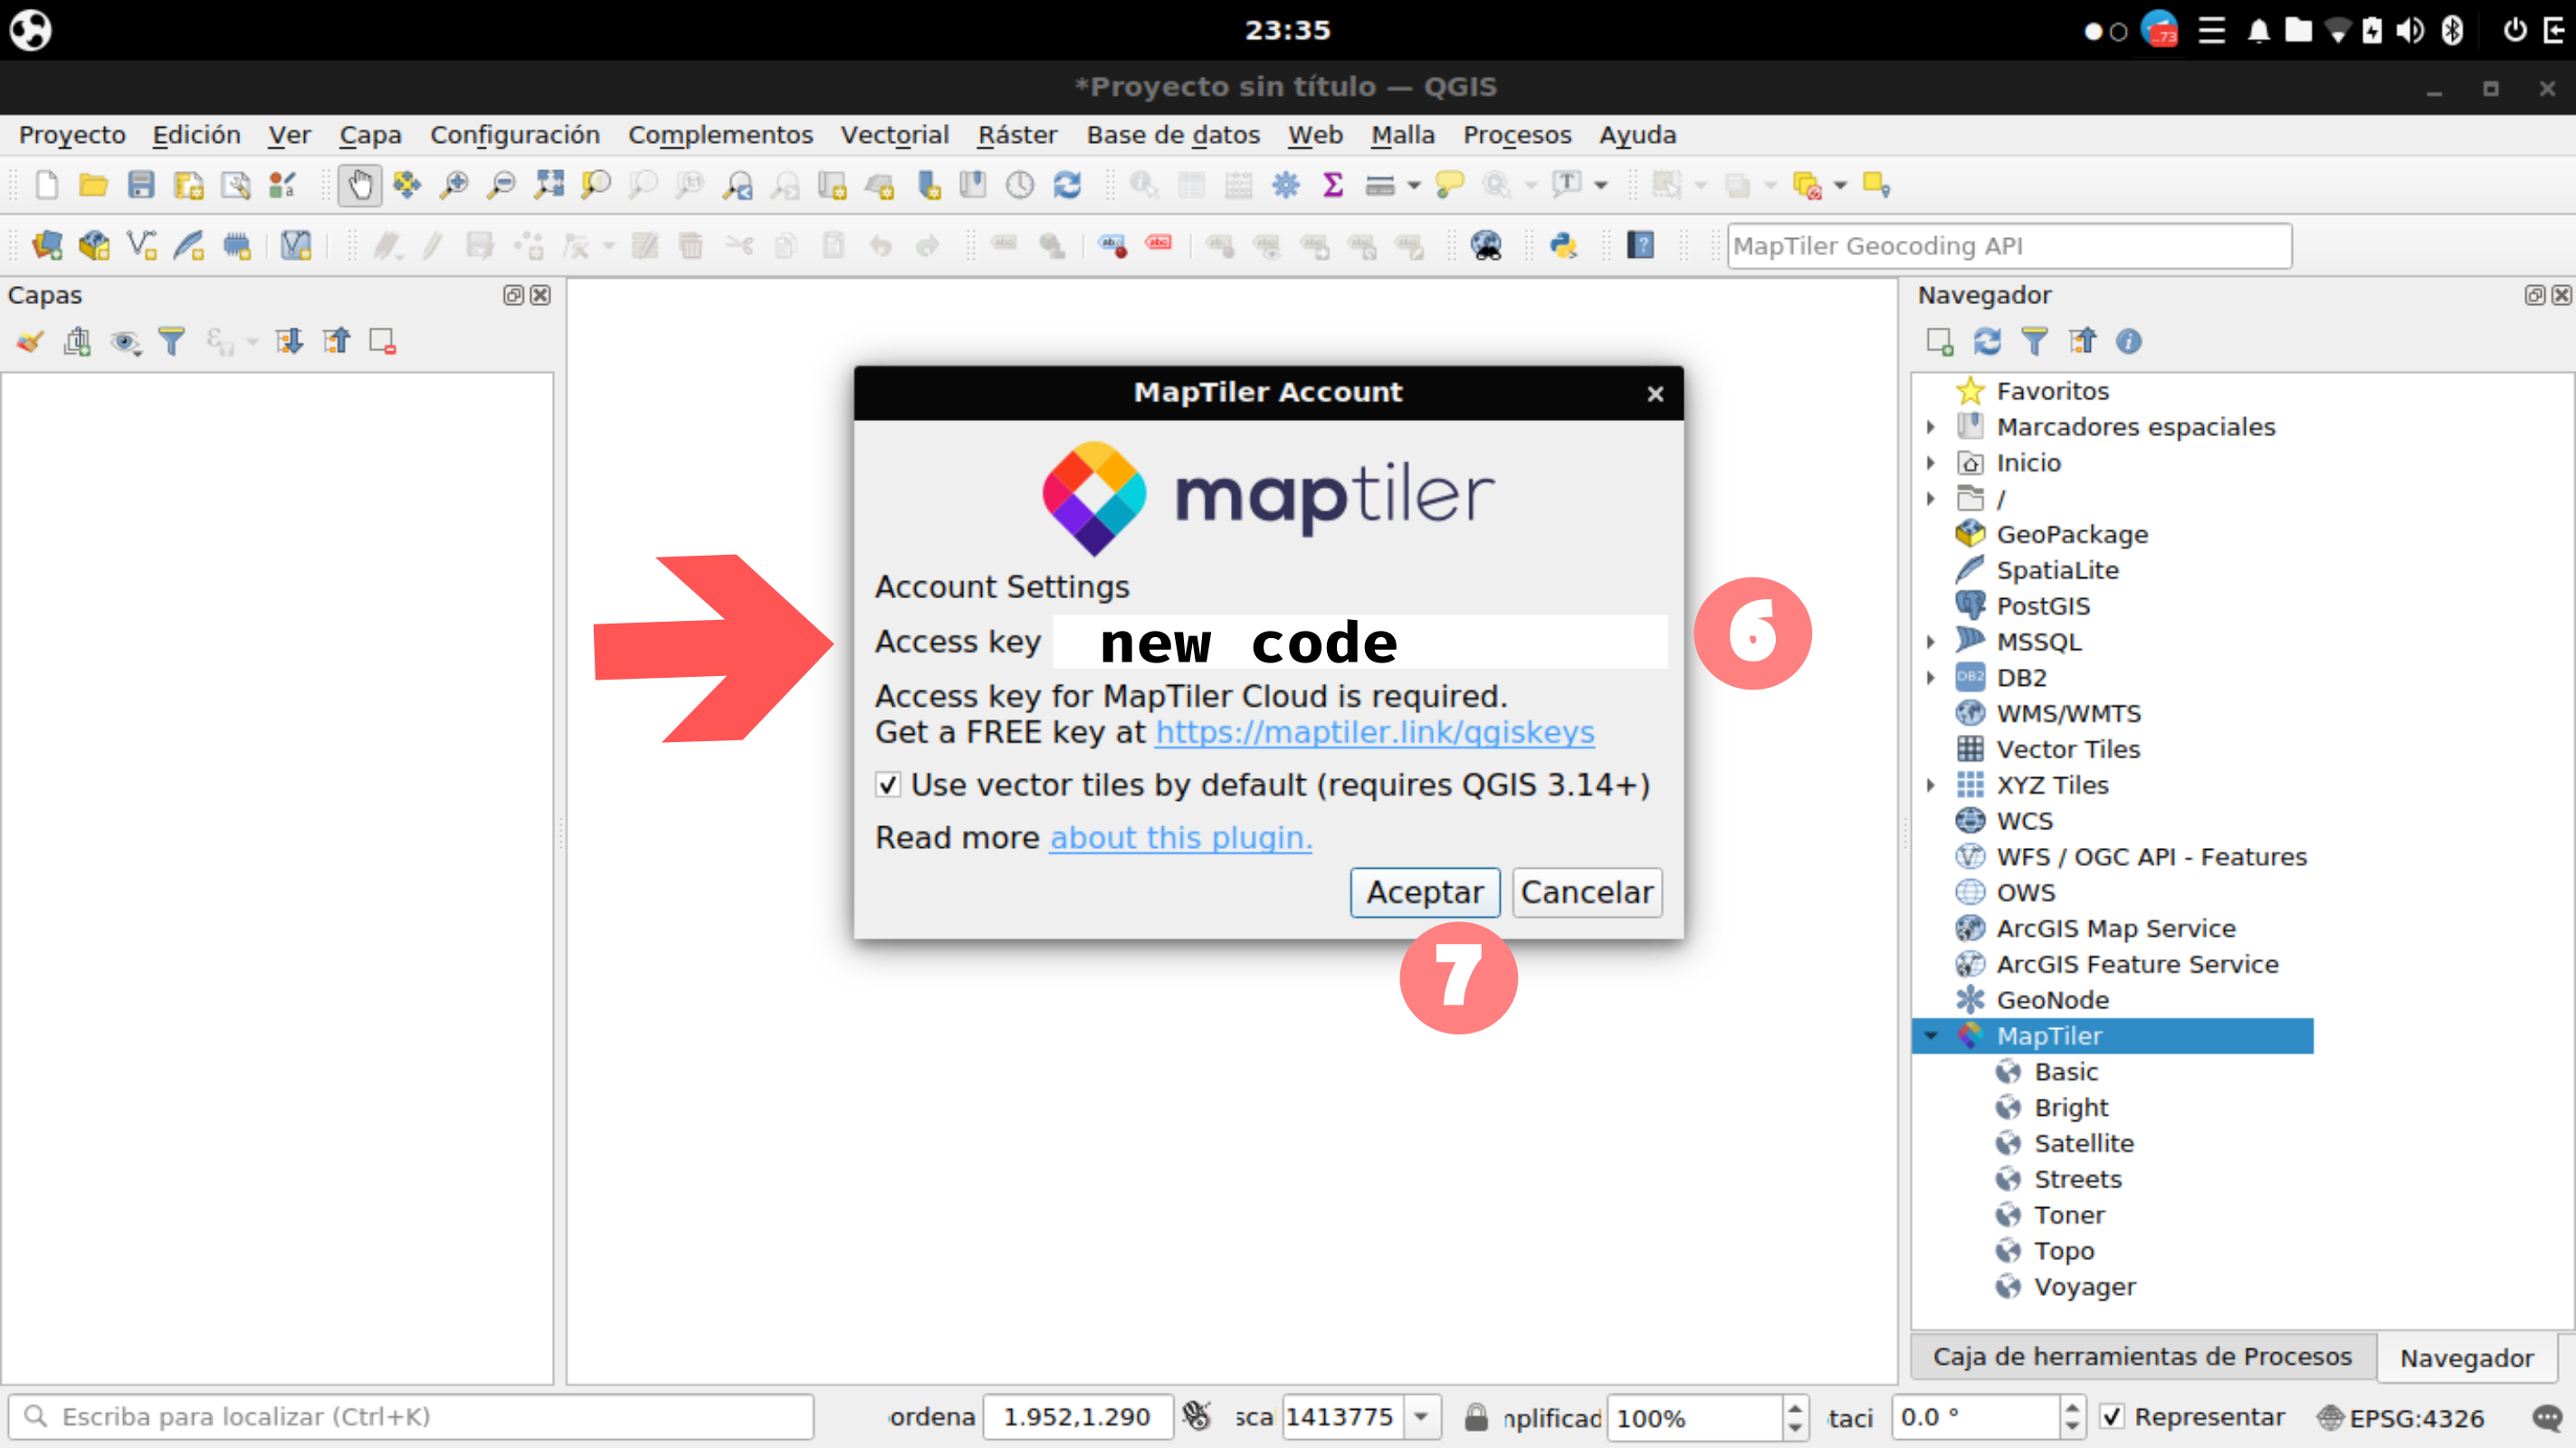 23:35
73
*Proyecto sin título — QGIS
Proyecto Edición Ver Capa Configuración Complementos Vectorial Ráster Base de datos Web Malla Procesos Ayuda
MapTiler Geocoding API
Capas
Navegador
MapTiler Account
maptiler
Account Settings
Access key new code
6
Access key for MapTiler Cloud is required.
Get a FREE key at https://maptiler.link/qgiskeys
Use vector tiles by default (requires QGIS 3.14+)
Read more about this plugin.
Aceptar Cancelar
7
Favoritos
Marcadores espaciales
Inicio
/
GeoPackage
SpatiaLite
PostGIS
MSSQL
DB2 DB2
WMS/WMTS
Vector Tiles
XYZ Tiles
WCS
WFS / OGC API - Features
OWS
ArcGIS Map Service
ArcGIS Feature Service
GeoNode
MapTiler
Basic
Bright
Satellite
Streets
Toner
Topo
Voyager
Caja de herramientas de Procesos Navegador
Escriba para localizar (Ctrl+K) ordena 1.952,1.290 sca 1413775 nplificad 100% taci 0.0 ° Representar EPSG:4326